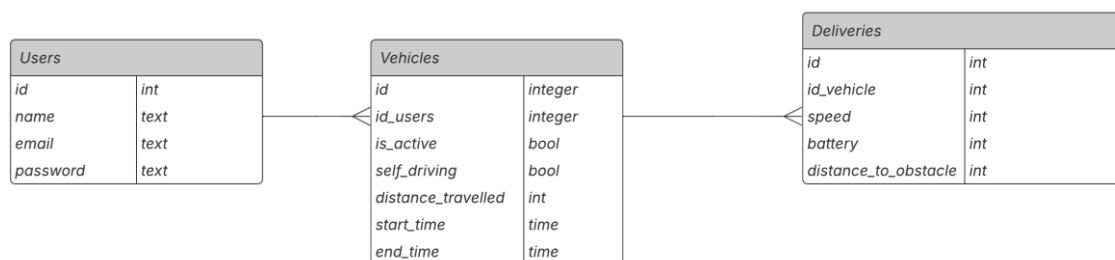 Users
id int
name text
email text
password text
Vehicles
id integer
id_users integer
is_active bool
self_driving bool
distance_travelled int
start_time time
end_time time
Deliveries
id int
id_vehicle int
speed int
battery int
distance_to_obstacle int